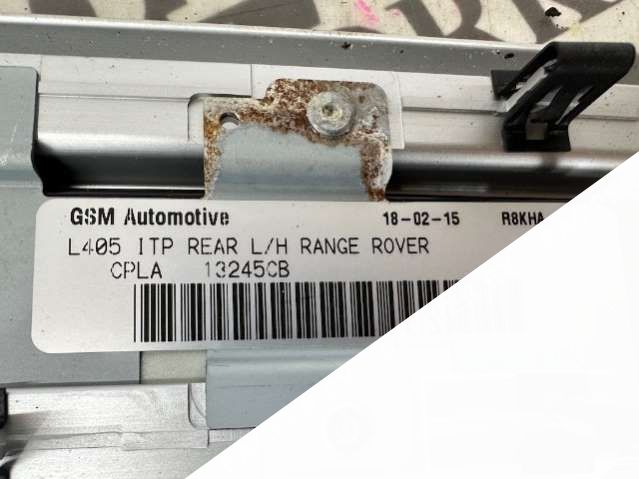 GSM Automotive 18-02-15 R8KHA
L405 ITP REAR L/H RANGE ROVER
CPLA 13245CB